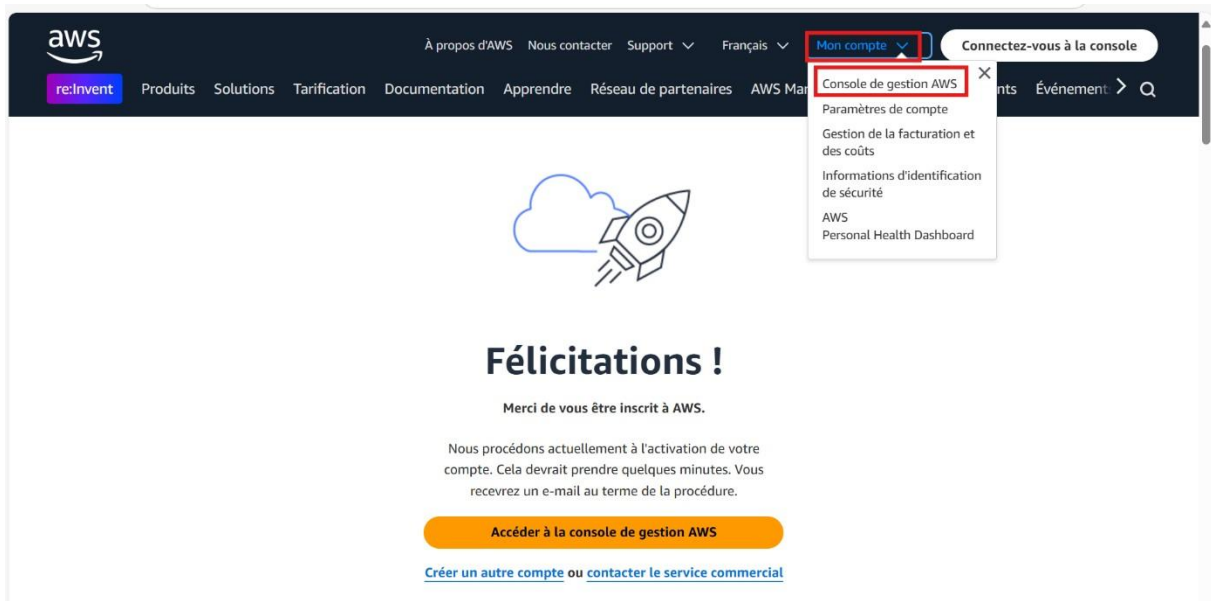 aws
À propos d'AWS Nous contacter Support Français Mon compte Connectez-vous à la console
re:Invent Produits Solutions Tarification Documentation Apprendre Réseau de partenaires AWS Mar nts Événement
Console de gestion AWS
Paramètres de compte
Gestion de la facturation et
des coûts
Informations d'identification
de sécurité
AWS
Personal Health Dashboard
Félicitations !
Merci de vous être inscrit à AWS.
Nous procédons actuellement à l'activation de votre
compte. Cela devrait prendre quelques minutes. Vous
recevrez un e-mail au terme de la procédure.
Accéder à la console de gestion AWS
Créer un autre compte ou contacter le service commercial